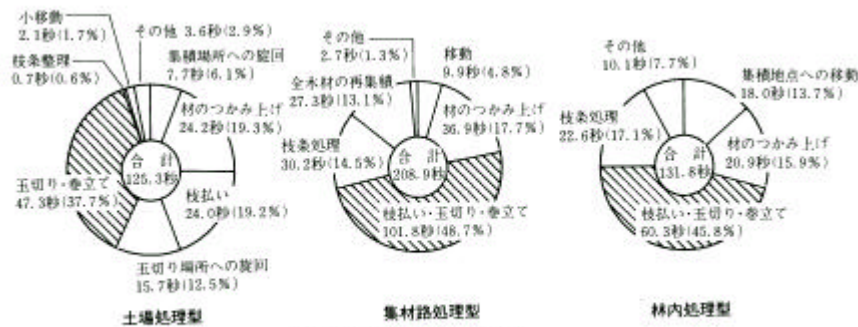 小移動
2.1秒(1.7%)
その他 3.6秒(2.9%)
枝条整理
0.7秒(0.6%)
集積場所への旋回
7.7秒(6.1%)
材のつかみ上げ
24.2秒(19.3%)
合計
125.3秒
玉切り・巻立て
47.3秒(37.7%)
枝払い
24.0秒(19.2%)
玉切り場所への旋回
15.7秒(12.5%)
土場処理型
その他
2.7秒(1.3%)
移動
9.9秒(4.8%)
全木材の再集積
27.3秒(13.1%)
材のつかみ上げ
36.9秒(17.7%)
枝条処理
30.2秒(14.5%)
合計
208.9秒
枝払い・玉切り・巻立て
101.8秒(48.7%)
集材路処理型
その他
10.1秒(7.7%)
集積地点への移動
18.0秒(13.7%)
枝条処理
22.6秒(17.1%)
材のつかみ上げ
20.9秒(15.9%)
合計
131.8秒
枝払い・玉切り・巻立て
60.3秒(45.8%)
林内処理型